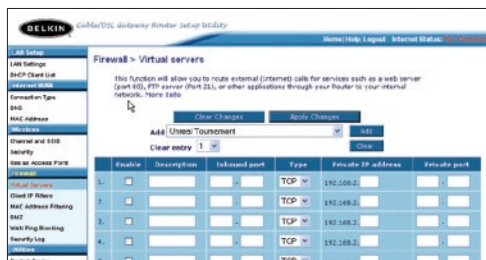 BELKIN Cable/DSL Gateway Router Setup Utility
Home|Help|Logout Internet Status:
LAN Setup
LAN Settings
DHCP Client List
Internet WAN
Connection Type
DNS
MAC Address
Wireless
Channel and SSID
Security
Use as Access Point
Firewall
Virtual Servers
Client IP Filters
MAC Address Filtering
DMZ
WAN Ping Blocking
Security Log
Utilities
Firewall > Virtual servers
This function will allow you to route external (Internet) calls for services such as a web server
(port 80), FTP server (Port 21), or other applications through your Router to your internal
network. More Info
Clear Changes Apply Changes
Add Unreal Tournament Add
Clear entry 1 Clear
Enable Description Inbound port Type Private IP address Private port
1. - TCP 192.168.2. -
2. - TCP 192.168.2. -
3. - TCP 192.168.2. -
4. - TCP 192.168.2. -
TCP